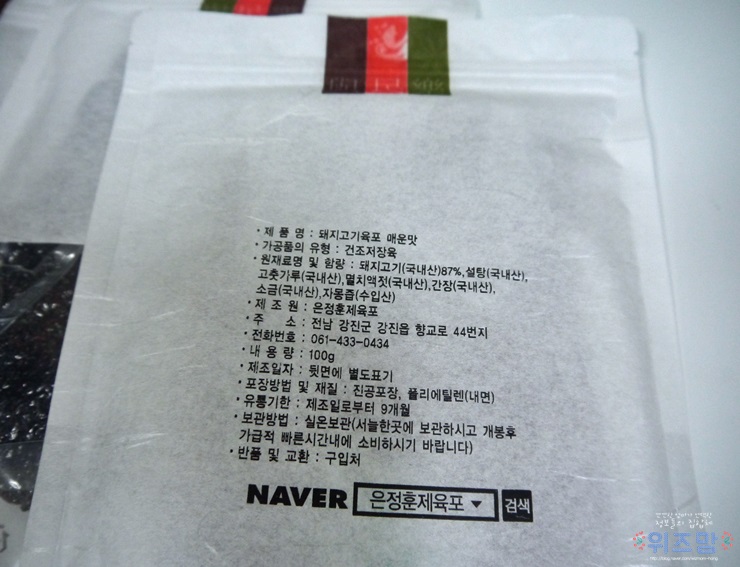 · 제 품 명 : 돼지고기육포 매운맛
· 가공품의 유형 : 건조저장육
· 원재료명 및 함량 : 돼지고기(국내산)87%,설탕(국내산),
고춧가루(국내산),멸치액젓(국내산),간장(국내산),
소금(국내산),자몽즙(수입산)
· 제 조 원 : 은정훈제육포
· 주 소 : 전남 강진군 강진읍 향교로 44번지
· 전화번호 : 061-433-0434
· 내 용 량 : 100g
· 제조일자 : 뒷면에 별도표기
· 포장방법 및 재질 : 진공포장, 폴리에틸렌(내면)
· 유통기한 : 제조일로부터 9개월
· 보관방법 : 실온보관(서늘한곳에 보관하시고 개봉후
가급적 빠른시간내에 소비하시기 바랍니다)
· 반품 및 교환 : 구입처
NAVER 은정훈제육포 ▼ 검색
위즈맘